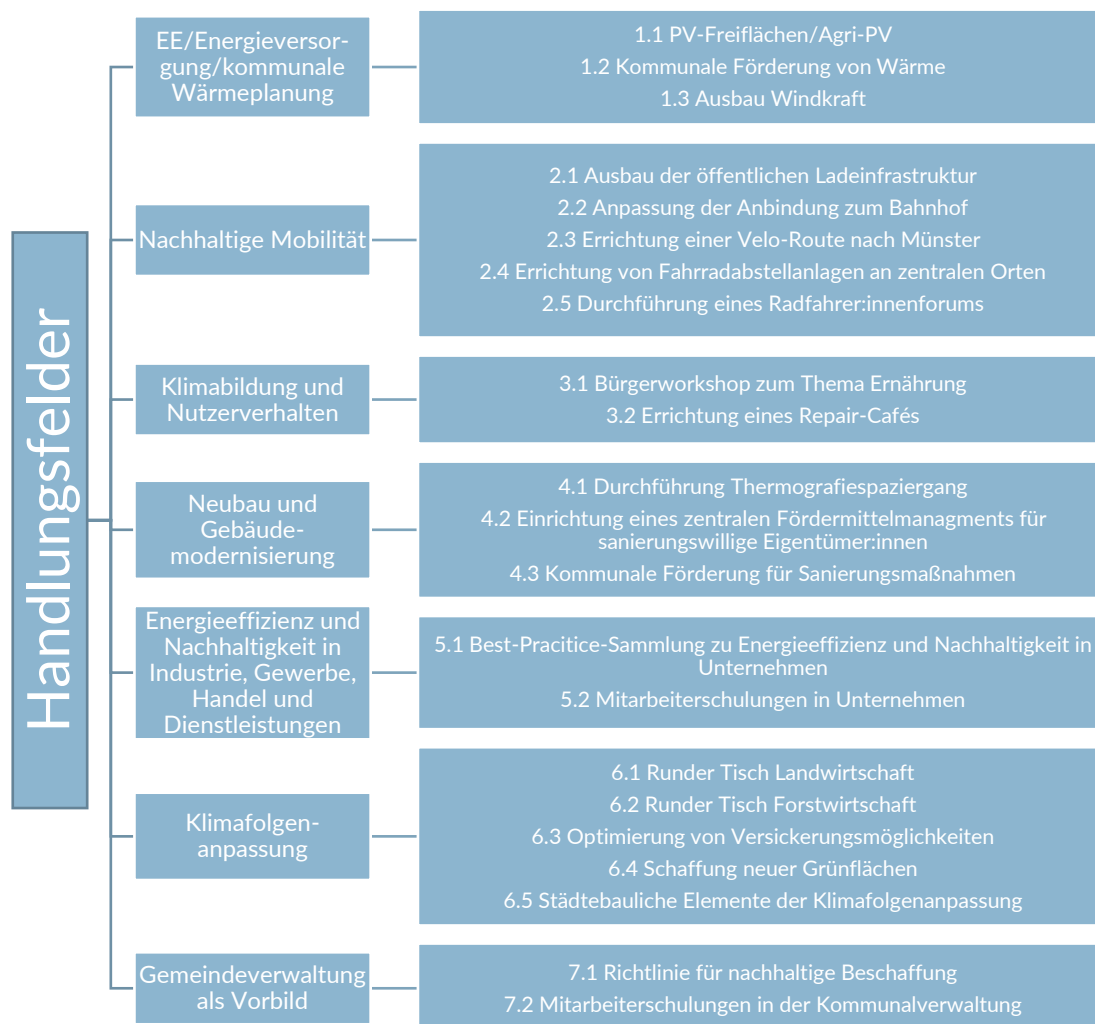 Handlungsfelder
EE/Energieversor-
gung/kommunale
Wärmeplanung
1.1 PV-Freiflächen/Agri-PV
1.2 Kommunale Förderung von Wärme
1.3 Ausbau Windkraft
Nachhaltige Mobilität
2.1 Ausbau der öffentlichen Ladeinfrastruktur
2.2 Anpassung der Anbindung zum Bahnhof
2.3 Errichtung einer Velo-Route nach Münster
2.4 Errichtung von Fahrradabstellanlagen an zentralen Orten
2.5 Durchführung eines Radfahrer:innenforums
Klimabildung und
Nutzerverhalten
3.1 Bürgerworkshop zum Thema Ernährung
3.2 Errichtung eines Repair-Cafés
Neubau und
Gebäude-
modernisierung
4.1 Durchführung Thermografiespaziergang
4.2 Einrichtung eines zentralen Fördermittelmanagments für
sanierungswillige Eigentümer:innen
4.3 Kommunale Förderung für Sanierungsmaßnahmen
Energieeffizienz und
Nachhaltigkeit in
Industrie, Gewerbe,
Handel und
Dienstleistungen
5.1 Best-Pracitice-Sammlung zu Energieeffizienz und Nachhaltigkeit in
Unternehmen
5.2 Mitarbeiterschulungen in Unternehmen
Klimafolgen-
anpassung
6.1 Runder Tisch Landwirtschaft
6.2 Runder Tisch Forstwirtschaft
6.3 Optimierung von Versickerungsmöglichkeiten
6.4 Schaffung neuer Grünflächen
6.5 Städtebauliche Elemente der Klimafolgenanpassung
Gemeindeverwaltung
als Vorbild
7.1 Richtlinie für nachhaltige Beschaffung
7.2 Mitarbeiterschulungen in der Kommunalverwaltung